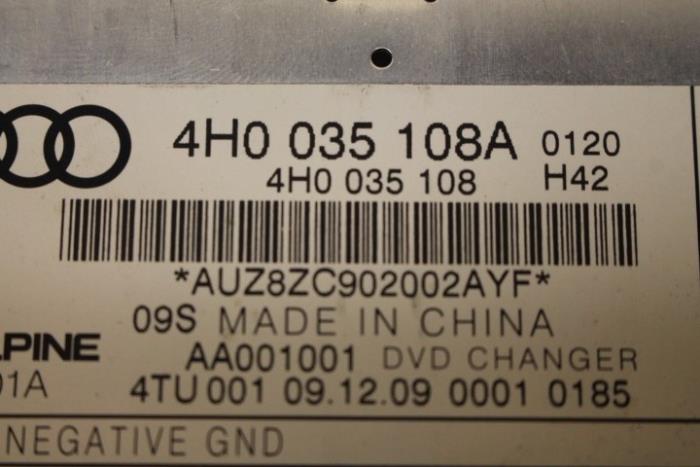 4H0 035 108A 0120
4H0 035 108 H42
*AUZ8ZC902002AYF*
09S MADE IN CHINA
LPINE AA001001 DVD CHANGER
01A 4TU 001 09.12.09 0001 0185
NEGATIVE GND